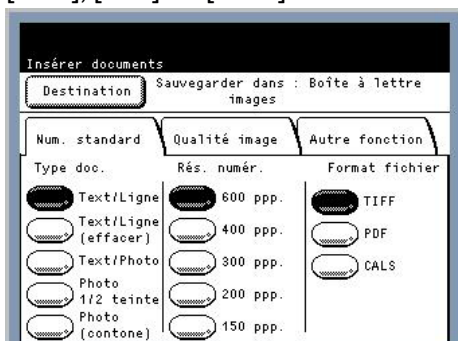 Insérer documents
Destination
Sauvegarder dans : Boîte à lettre
images
Num. standard
Qualité image
Autre fonction
Type doc.
Rés. numér.
Format fichier
Text/Ligne
600 ppp.
TIFF
Text/Ligne
(effacer)
400 ppp.
PDF
Text/Photo
300 ppp.
CALS
Photo
1/2 teinte
200 ppp.
Photo
(contone)
150 ppp.